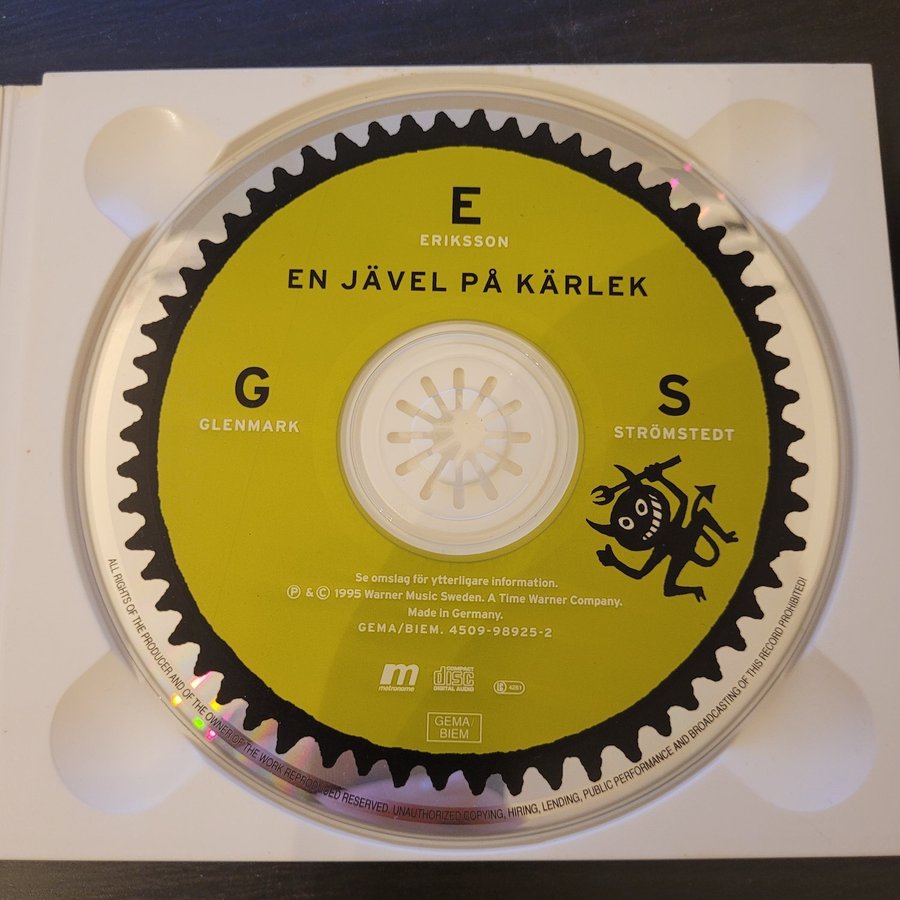 E
ERIKSSON
EN JÄVEL PÅ KÄRLEK
G
GLENMARK
S
STRÖMSTEDT
Se omslag för ytterligare information.
Ⓟ & Ⓒ 1995 Warner Music Sweden. A Time Warner Company.
Made in Germany.
GEMA/BIEM. 4509-98925-2
m
metronome
COMPACT
disc
DIGITAL AUDIO
LC 4281
GEMA/
BIEM
ALL RIGHTS OF THE PRODUCER AND OF THE OWNER OF THE WORK REPRODUCED RESERVED. UNAUTHORIZED COPYING, HIRING, LENDING, PUBLIC PERFORMANCE AND BROADCASTING OF THIS RECORD PROHIBITED!